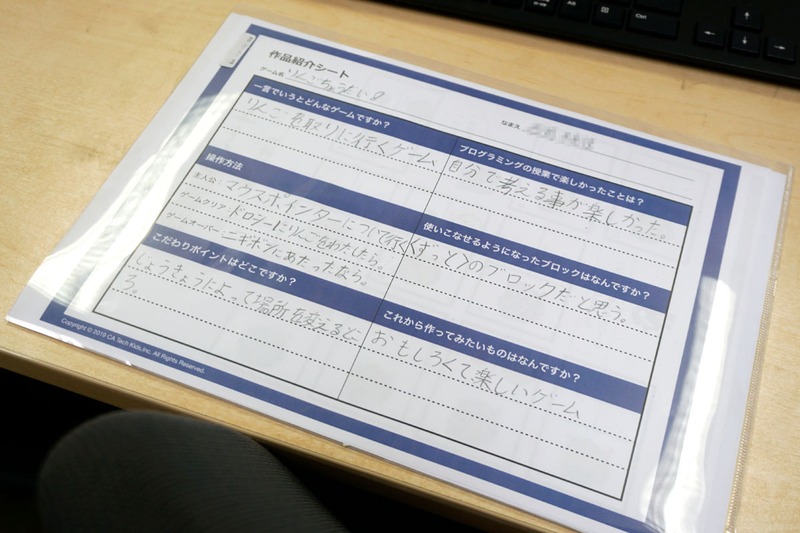 作品紹介シート
ゲーム名 りんごちょうだい
なまえ
一言でいうとどんなゲームですか?
りんごを取りに行くゲーム
操作方法
主人公:マウスポインターについて行く
ゲームクリア ドロシーにりんごをわたしたら。
ゲームオーバー ニギギンにあたったなら。
こだわりポイントはどこですか?
じょうきょうによって場所を変えるとこ
ろ。
プログラミングの授業で楽しかったことは?
自分で考える事が楽しかった。
使いこなせるようになったブロックはなんですか?
くずっと〉のブロックだと思う。
これから作ってみたいものはなんですか?
おもしろくて楽しいゲーム
Copyright © 2019 CA Tech Kids,Inc. All Rights Reserved.
Alt
Ctrl